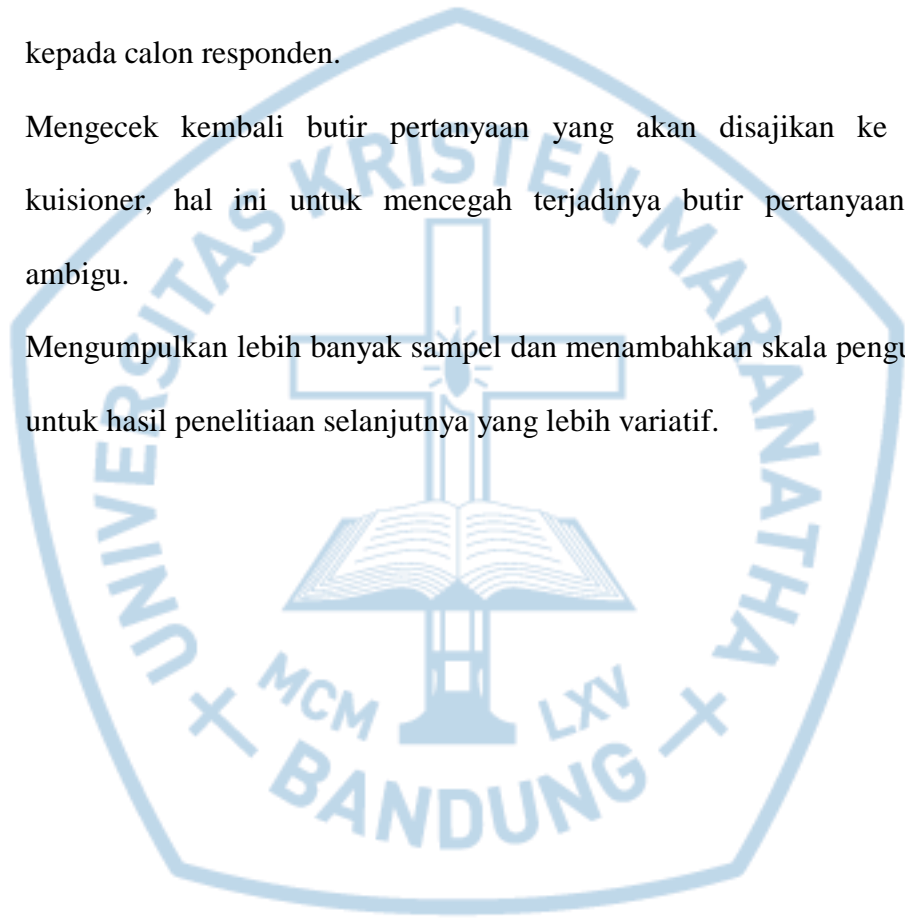 kepada calon responden.
Mengecek kembali butir pertanyaan yang akan disajikan ke
kuisioner, hal ini untuk mencegah terjadinya butir pertanyaan
ambigu.
Mengumpulkan lebih banyak sampel dan menambahkan skala
untuk hasil penelitiaan selanjutnya yang lebih variatif.
UNIVERSITAS KRISTEN MARANATHA
MCM LXV
BANDUNG